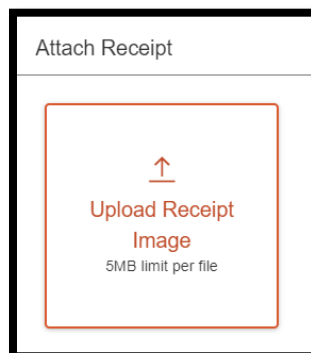 Attach Receipt
Upload Receipt
Image
5MB limit per file